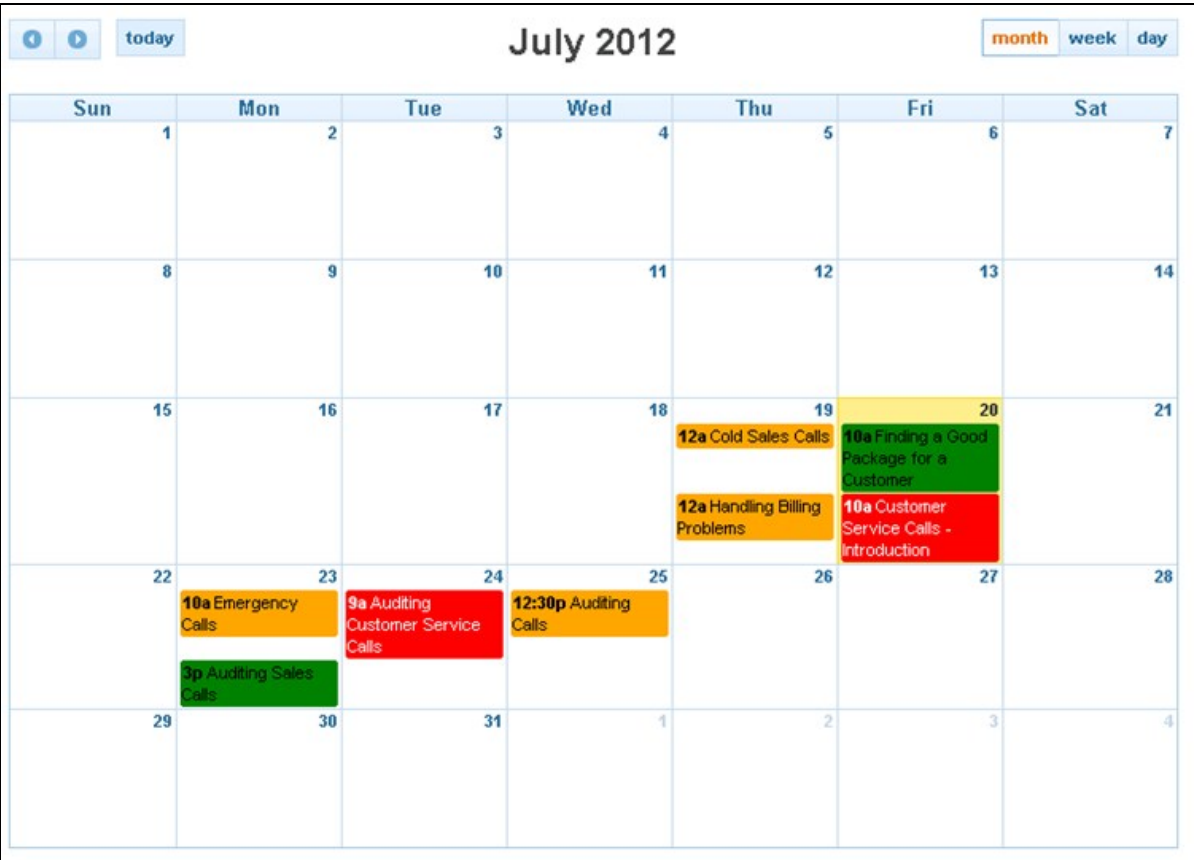 today
July 2012
month week day
Sun Mon Tue Wed Thu Fri Sat
1 2 3 4 5 6 7
8 9 10 11 12 13 14
15 16 17 18 19 20 21
12a Cold Sales Calls
12a Handling Billing
Problems
10a Finding a Good
Package for a
Customer
10a Customer
Service Calls -
Introduction
22 23 24 25 26 27 28
10a Emergency
Calls
3p Auditing Sales
Calls
9a Auditing
Customer Service
Calls
12:30p Auditing
Calls
29 30 31 1 2 3 4